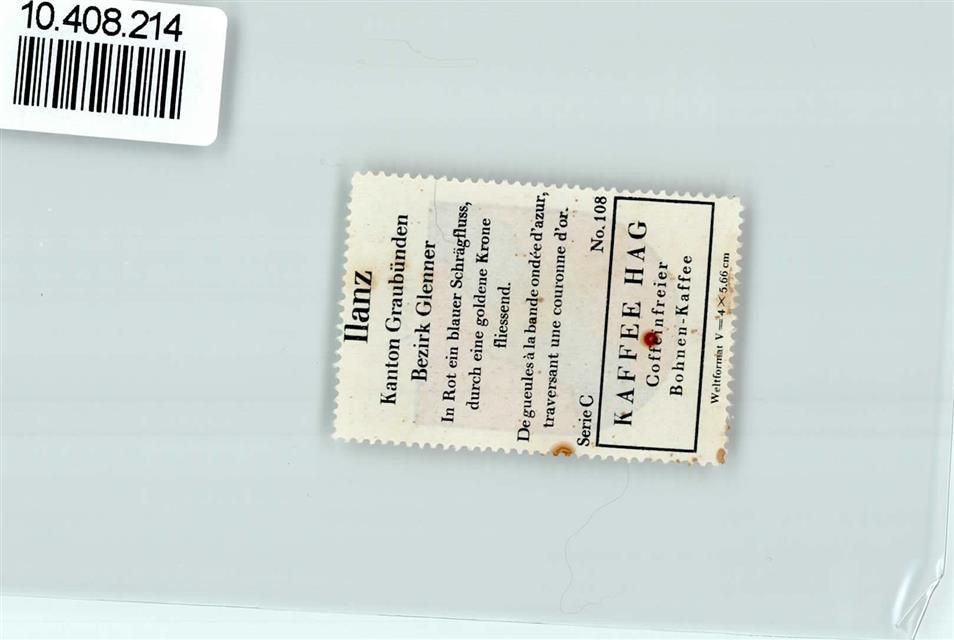 10.408.214
Ilanz
Kanton Graubünden
Bezirk Glenner
In Rot ein blauer Schrägfluss,
durch eine goldene Krone
fliessend.
De gueules à la bande ondée d'azur,
traversant une couronne d'or.
Serie C No. 108
KAFFEE HAG
Coffeinfreier
Bohnen-Kaffee
Weltformat V = 4 × 5,66 cm